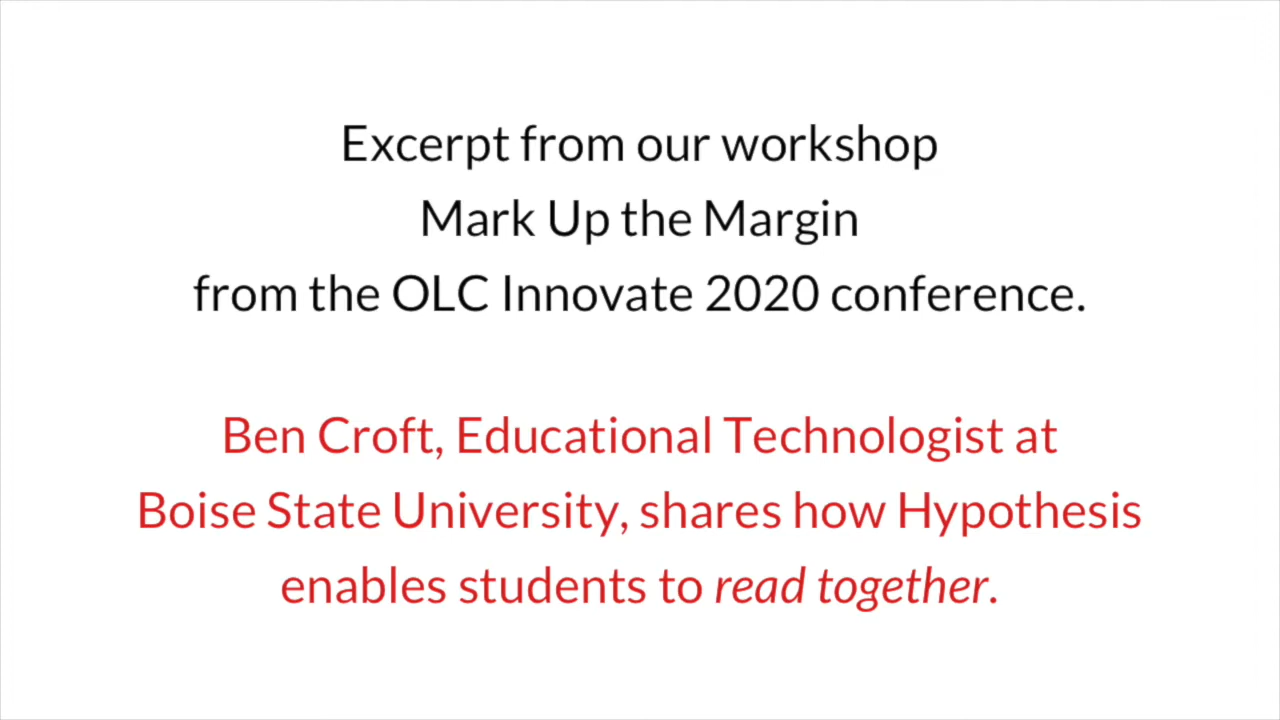 Excerpt from our workshop
Mark Up the Margin
from the OLC Innovate 2020 conference.
Ben Croft, Educational Technologist at
Boise State University, shares how Hypothesis
enables students to read together.